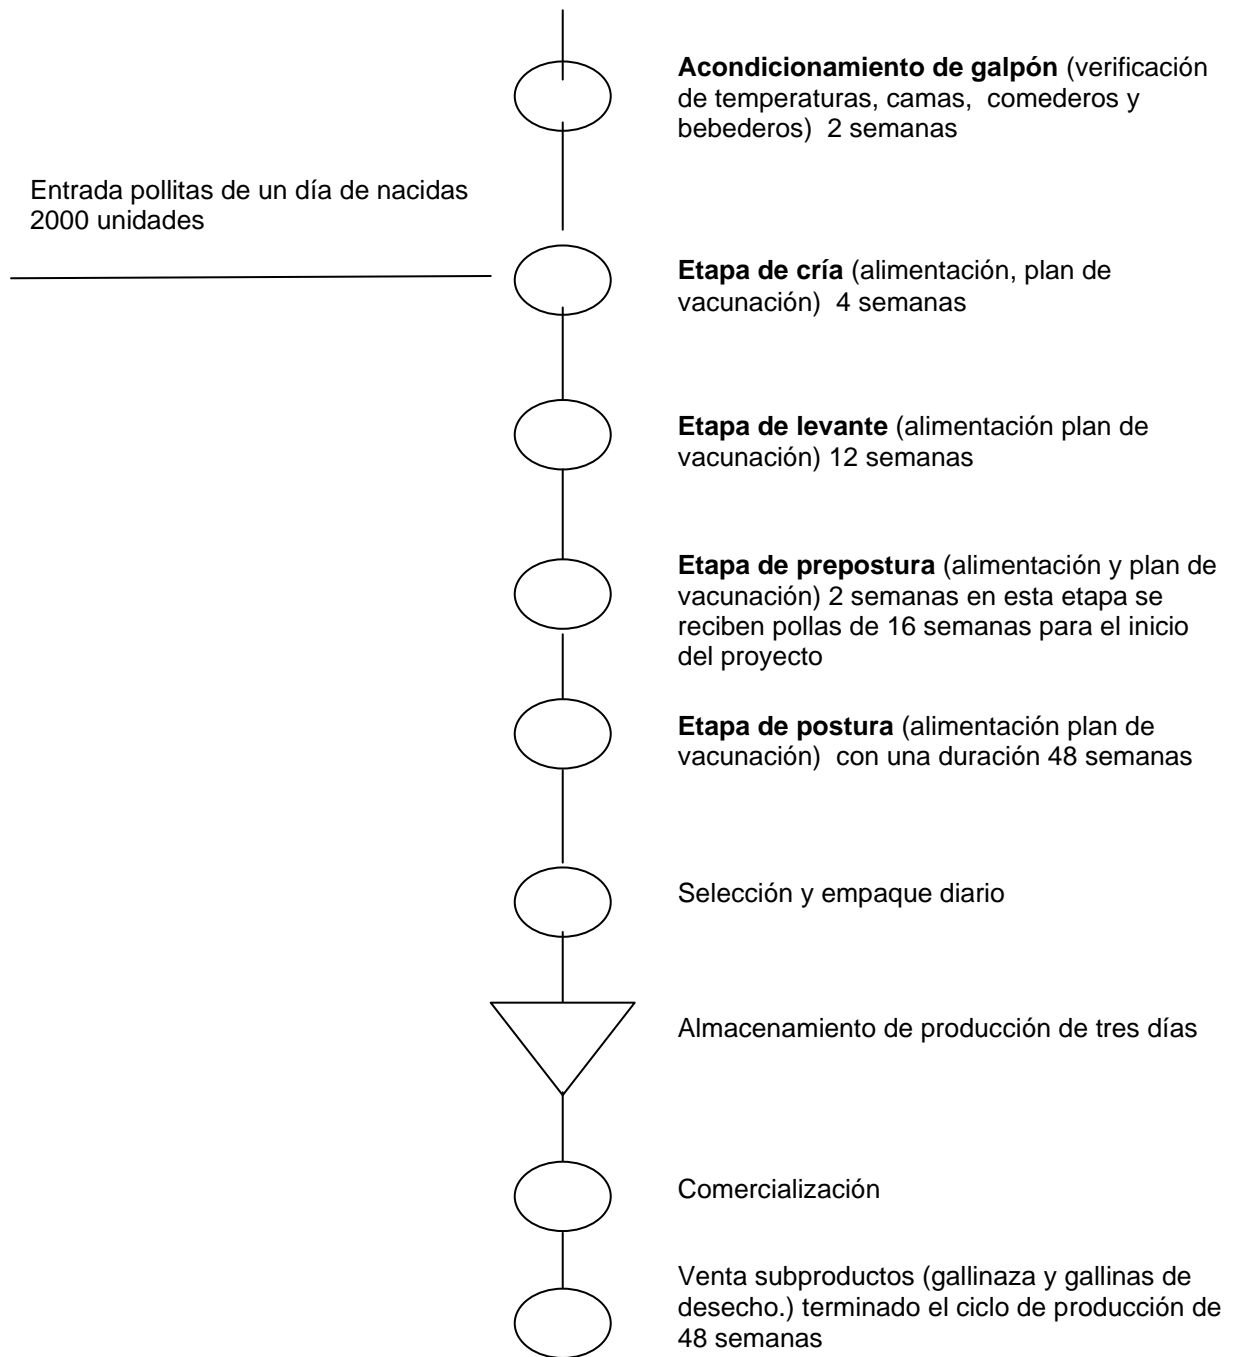 Acondicionamiento de galpón (verificación
de temperaturas, camas,  comederos y
bebederos)  2 semanas
Entrada pollitas de un día de nacidas
2000 unidades
Etapa de cría (alimentación, plan de
vacunación)  4 semanas
Etapa de levante (alimentación plan de
vacunación) 12 semanas
Etapa de prepostura (alimentación y plan de
vacunación) 2 semanas en esta etapa se
reciben pollas de 16 semanas para el inicio
del proyecto
Etapa de postura (alimentación plan de
vacunación)  con una duración 48 semanas
Selección y empaque diario
Almacenamiento de producción de tres días
Comercialización
Venta subproductos (gallinaza y gallinas de
desecho.) terminado el ciclo de producción de
48 semanas